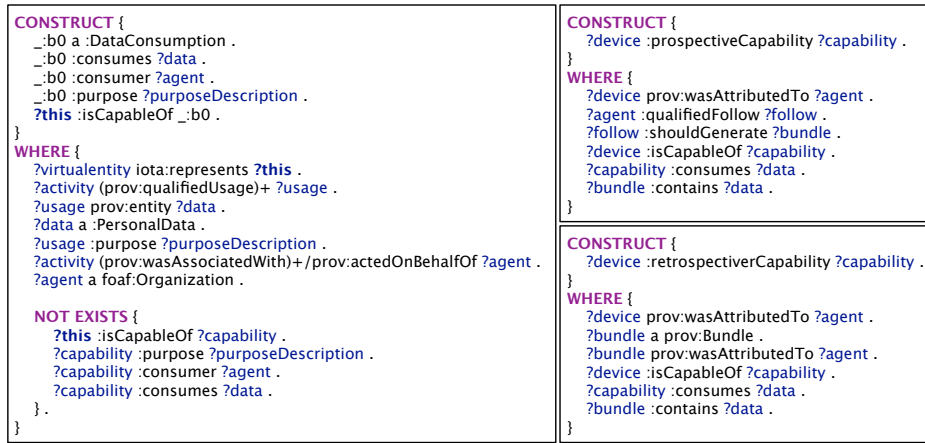 CONSTRUCT {
_:b0 a :DataConsumption .
_:b0 :consumes ?data .
_:b0 :consumer ?agent .
_:b0 :purpose ?purposeDescription .
?this :isCapableOf _:b0 .
}
WHERE {
?virtualentity iota:represents ?this .
?activity (prov:qualifiedUsage)+ ?usage .
?usage prov:entity ?data .
?data a :PersonalData .
?usage :purpose ?purposeDescription .
?activity (prov:wasAssociatedWith)+/prov:actedOnBehalfOf ?agent .
?agent a foaf:Organization .
NOT EXISTS {
?this :isCapableOf ?capability .
?capability :purpose ?purposeDescription .
?capability :consumer ?agent .
?capability :consumes ?data .
} .
}
CONSTRUCT {
?device :prospectiveCapability ?capability .
}
WHERE {
?device prov:wasAttributedTo ?agent .
?agent :qualifiedFollow ?follow .
?follow :shouldGenerate ?bundle .
?device :isCapableOf ?capability .
?capability :consumes ?data .
?bundle :contains ?data .
}
CONSTRUCT {
?device :retrospectiverCapability ?capability .
}
WHERE {
?device prov:wasAttributedTo ?agent .
?bundle a prov:Bundle .
?bundle prov:wasAttributedTo ?agent .
?device :isCapableOf ?capability .
?capability :consumes ?data .
?bundle :contains ?data .
}